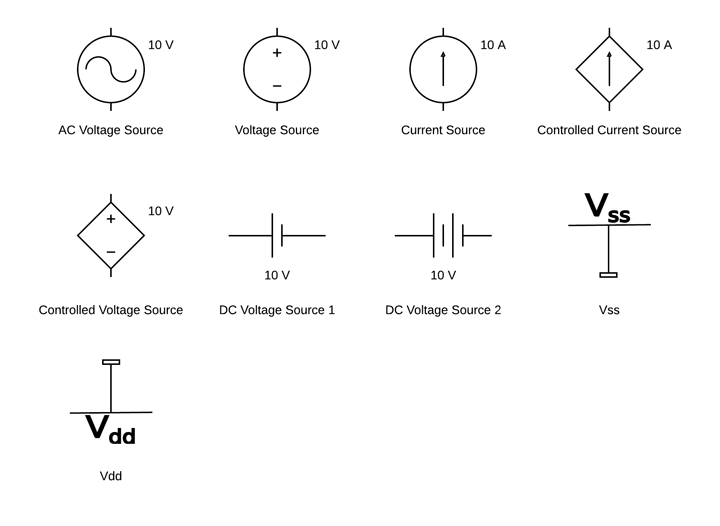 10 V
10 V
10 A
10 A
+
−
AC Voltage Source
Voltage Source
Current Source
Controlled Current Source
Vss
10 V
+
−
10 V
10 V
Controlled Voltage Source
DC Voltage Source 1
DC Voltage Source 2
Vss
Vdd
Vdd